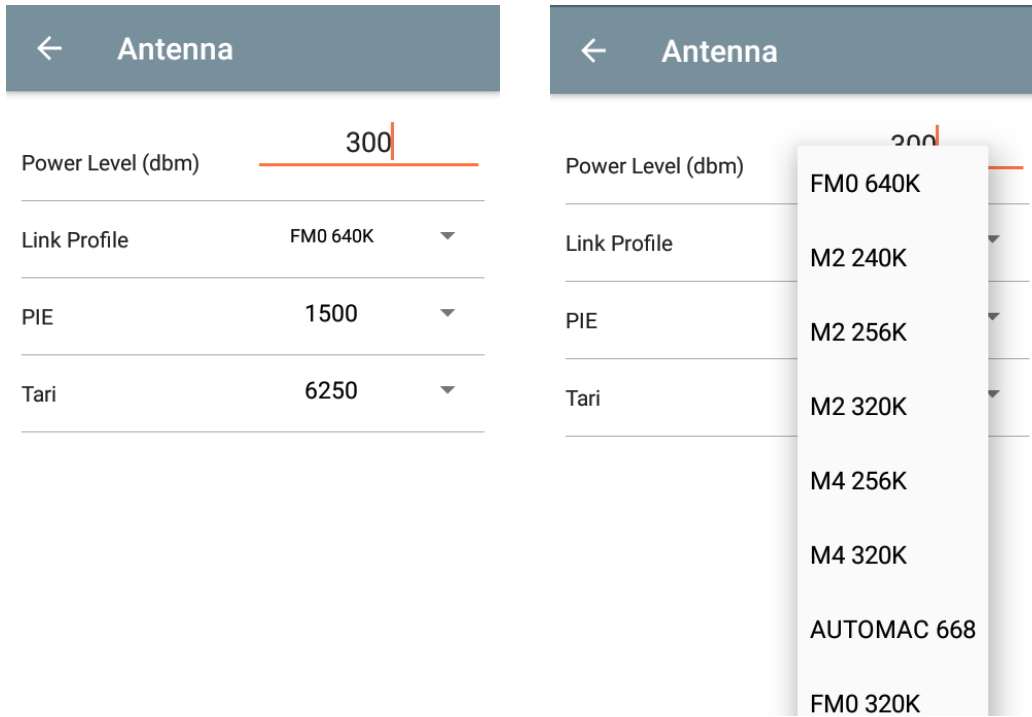 Antenna
Power Level (dbm) 300
Link Profile FM0 640K
PIE 1500
Tari 6250
Antenna
Power Level (dbm) 300
Link Profile
PIE
Tari
FM0 640K
M2 240K
M2 256K
M2 320K
M4 256K
M4 320K
AUTOMAC 668
FM0 320K